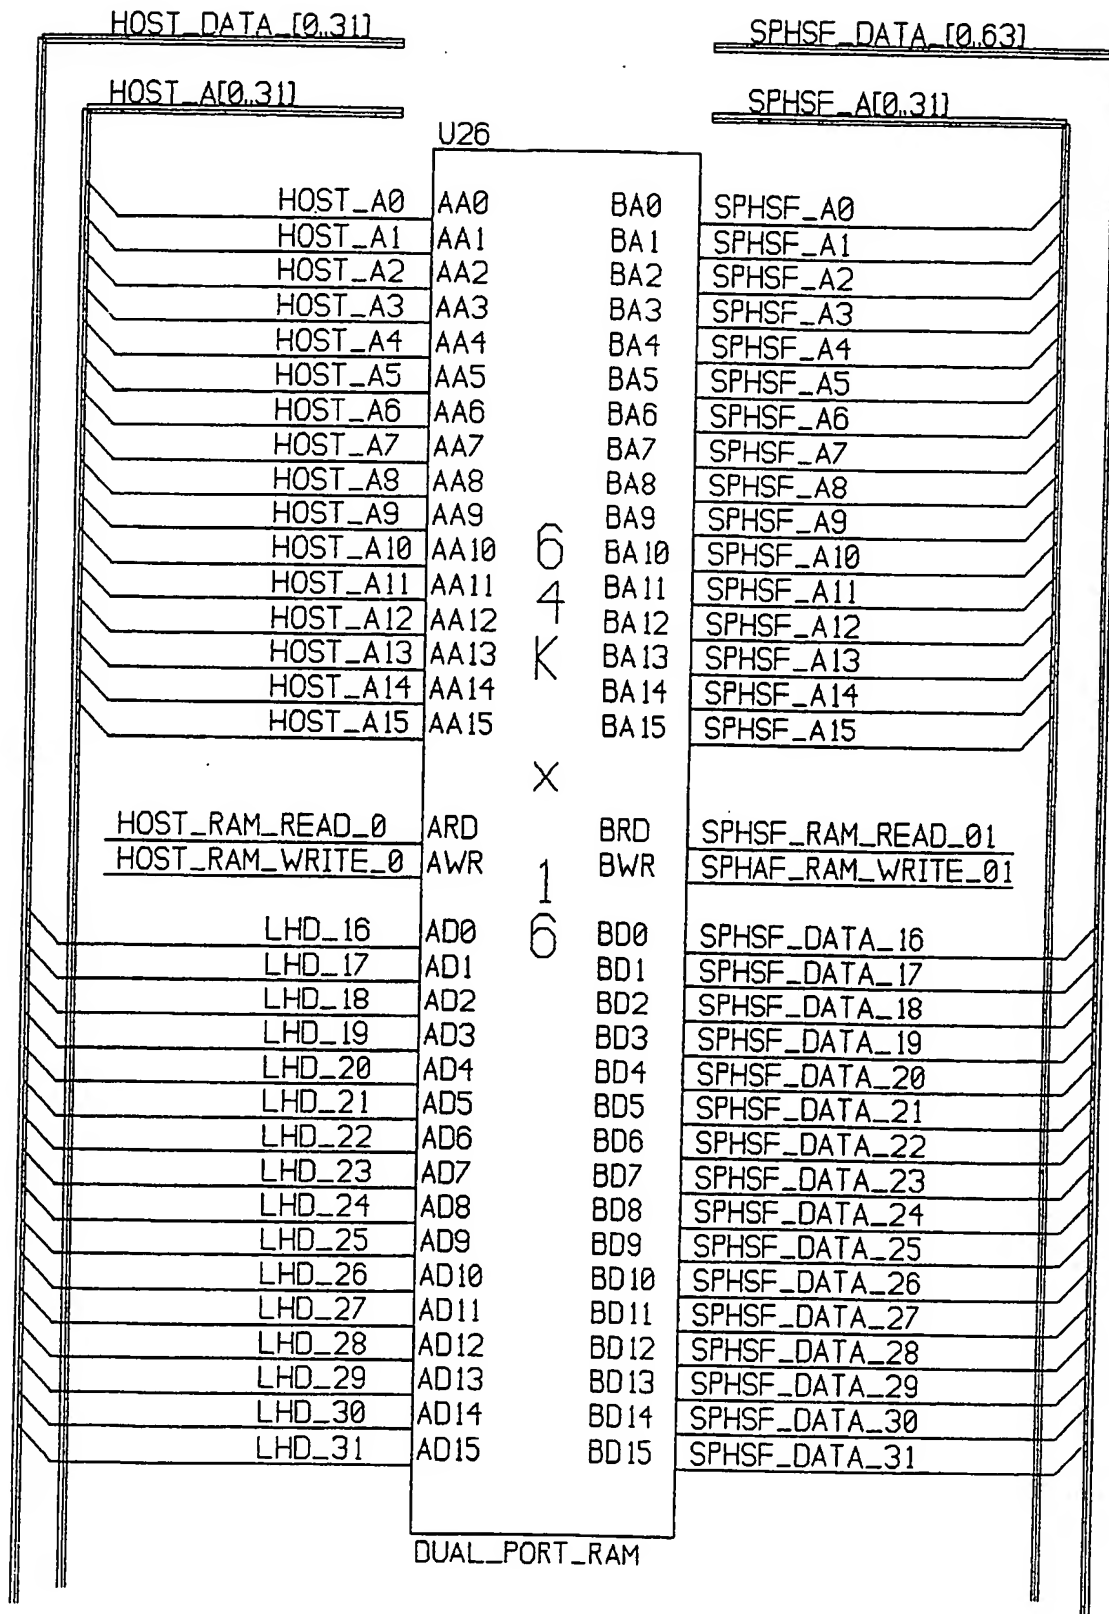 HOST_DATA_[0..31] SPHSF_DATA_[0..63]
HOST_A[0..31] SPHSF_A[0..31]
U26
HOST_A0 AA0 BA0 SPHSF_A0
HOST_A1 AA1 BA1 SPHSF_A1
HOST_A2 AA2 BA2 SPHSF_A2
HOST_A3 AA3 BA3 SPHSF_A3
HOST_A4 AA4 BA4 SPHSF_A4
HOST_A5 AA5 BA5 SPHSF_A5
HOST_A6 AA6 BA6 SPHSF_A6
HOST_A7 AA7 BA7 SPHSF_A7
HOST_A8 AA8 BA8 SPHSF_A8
HOST_A9 AA9 BA9 SPHSF_A9
HOST_A10 AA10 6 BA10 SPHSF_A10
HOST_A11 AA11 4 BA11 SPHSF_A11
HOST_A12 AA12 BA12 SPHSF_A12
HOST_A13 AA13 K BA13 SPHSF_A13
HOST_A14 AA14 BA14 SPHSF_A14
HOST_A15 AA15 BA15 SPHSF_A15
X
HOST_RAM_READ_0 ARD BRD SPHSF_RAM_READ_01
HOST_RAM_WRITE_0 AWR 1 BWR SPHAF_RAM_WRITE_01
LHD_16 AD0 6 BD0 SPHSF_DATA_16
LHD_17 AD1 BD1 SPHSF_DATA_17
LHD_18 AD2 BD2 SPHSF_DATA_18
LHD_19 AD3 BD3 SPHSF_DATA_19
LHD_20 AD4 BD4 SPHSF_DATA_20
LHD_21 AD5 BD5 SPHSF_DATA_21
LHD_22 AD6 BD6 SPHSF_DATA_22
LHD_23 AD7 BD7 SPHSF_DATA_23
LHD_24 AD8 BD8 SPHSF_DATA_24
LHD_25 AD9 BD9 SPHSF_DATA_25
LHD_26 AD10 BD10 SPHSF_DATA_26
LHD_27 AD11 BD11 SPHSF_DATA_27
LHD_28 AD12 BD12 SPHSF_DATA_28
LHD_29 AD13 BD13 SPHSF_DATA_29
LHD_30 AD14 BD14 SPHSF_DATA_30
LHD_31 AD15 BD15 SPHSF_DATA_31
DUAL_PORT_RAM